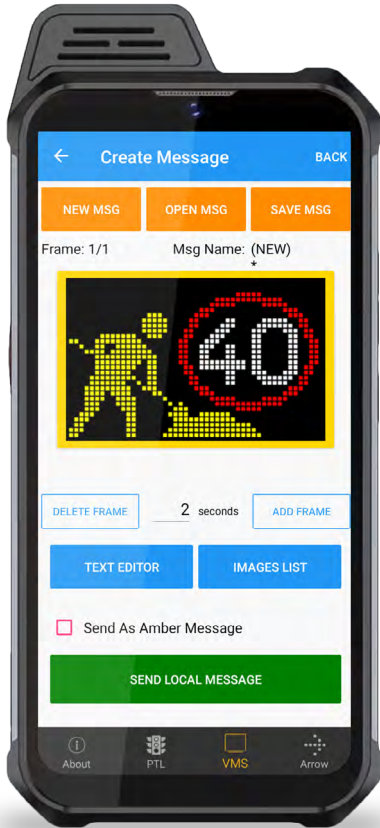 ← Create Message BACK
NEW MSG OPEN MSG SAVE MSG
Frame: 1/1 Msg Name: (NEW)
*
40
DELETE FRAME 2 seconds ADD FRAME
TEXT EDITOR IMAGES LIST
Send As Amber Message
SEND LOCAL MESSAGE
About PTL VMS Arrow